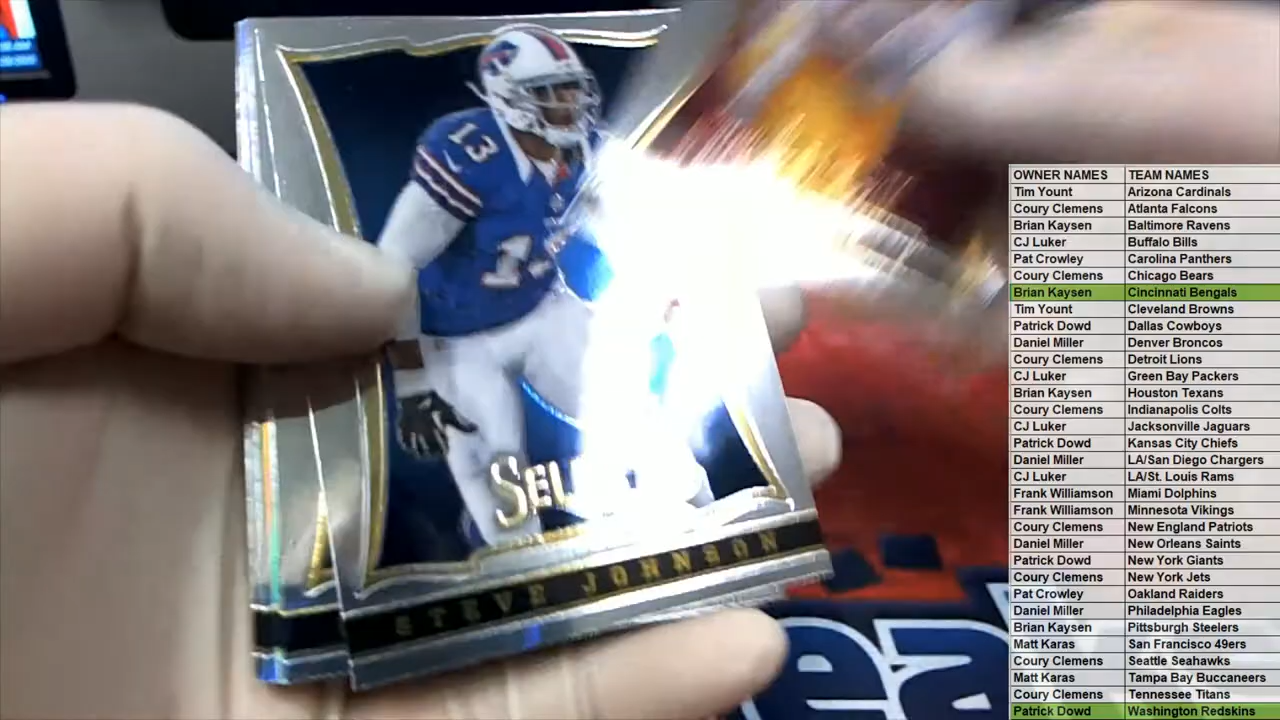 13
SEL
STEVE JOHNSON
ea
OWNER NAMES TEAM NAMES
Tim Yount Arizona Cardinals
Coury Clemens Atlanta Falcons
Brian Kaysen Baltimore Ravens
CJ Luker Buffalo Bills
Pat Crowley Carolina Panthers
Coury Clemens Chicago Bears
Brian Kaysen Cincinnati Bengals
Tim Yount Cleveland Browns
Patrick Dowd Dallas Cowboys
Daniel Miller Denver Broncos
Coury Clemens Detroit Lions
CJ Luker Green Bay Packers
Brian Kaysen Houston Texans
Coury Clemens Indianapolis Colts
CJ Luker Jacksonville Jaguars
Patrick Dowd Kansas City Chiefs
Daniel Miller LA/San Diego Chargers
CJ Luker LA/St. Louis Rams
Frank Williamson Miami Dolphins
Frank Williamson Minnesota Vikings
Coury Clemens New England Patriots
Daniel Miller New Orleans Saints
Patrick Dowd New York Giants
Coury Clemens New York Jets
Pat Crowley Oakland Raiders
Daniel Miller Philadelphia Eagles
Brian Kaysen Pittsburgh Steelers
Matt Karas San Francisco 49ers
Coury Clemens Seattle Seahawks
Matt Karas Tampa Bay Buccaneers
Coury Clemens Tennessee Titans
Patrick Dowd Washington Redskins